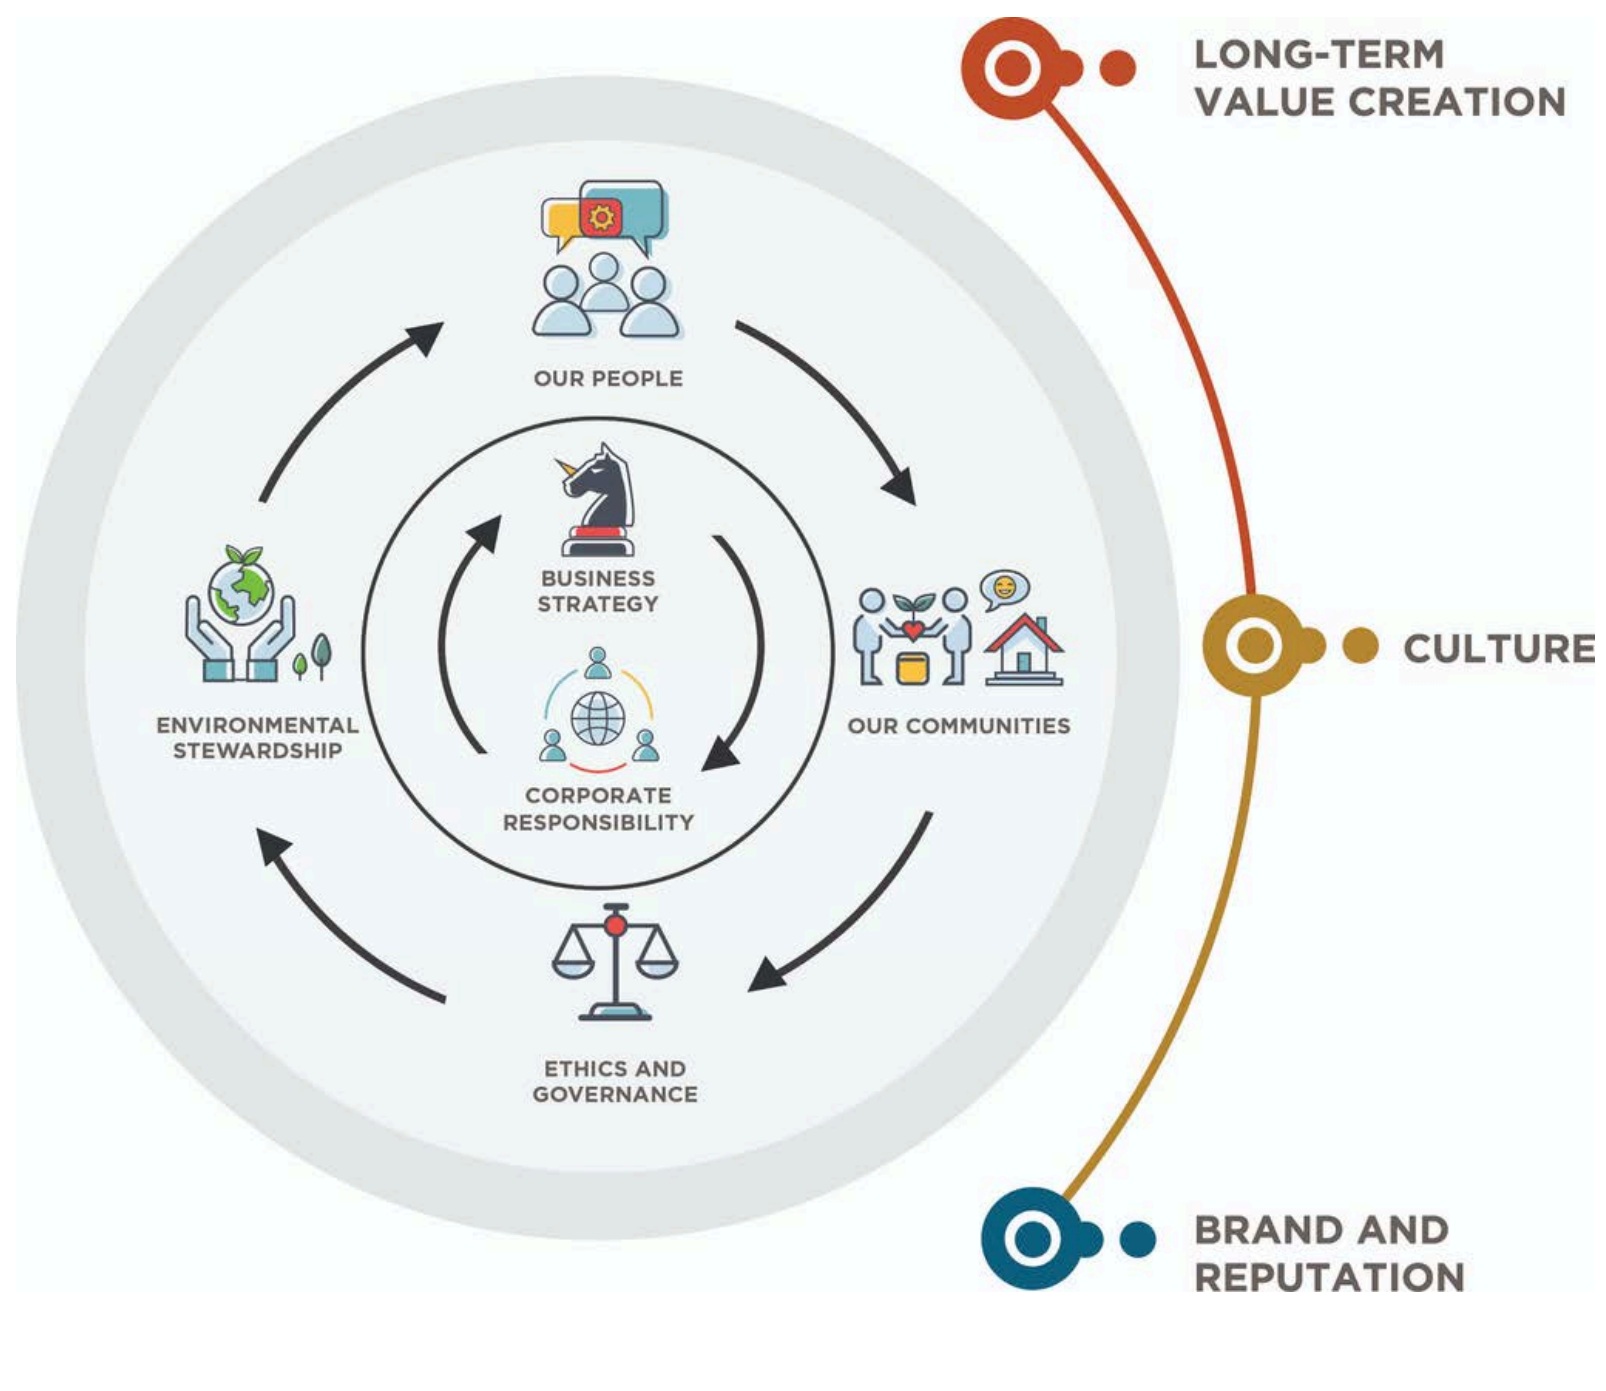 LONG-TERM
VALUE CREATION
OUR PEOPLE
BUSINESS
STRATEGY
CULTURE
ENVIRONMENTAL
STEWARDSHIP
OUR COMMUNITIES
CORPORATE
RESPONSIBILITY
ETHICS AND
GOVERNANCE
BRAND AND
REPUTATION